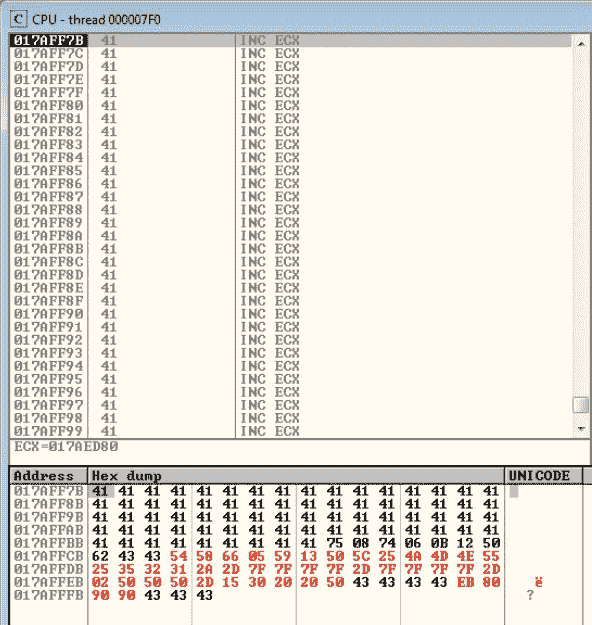 C CPU - thread 000007F0
017AFF7B 41 INC ECX
017AFF7C 41 INC ECX
017AFF7D 41 INC ECX
017AFF7E 41 INC ECX
017AFF7F 41 INC ECX
017AFF80 41 INC ECX
017AFF81 41 INC ECX
017AFF82 41 INC ECX
017AFF83 41 INC ECX
017AFF84 41 INC ECX
017AFF85 41 INC ECX
017AFF86 41 INC ECX
017AFF87 41 INC ECX
017AFF88 41 INC ECX
017AFF89 41 INC ECX
017AFF8A 41 INC ECX
017AFF8B 41 INC ECX
017AFF8C 41 INC ECX
017AFF8D 41 INC ECX
017AFF8E 41 INC ECX
017AFF8F 41 INC ECX
017AFF90 41 INC ECX
017AFF91 41 INC ECX
017AFF92 41 INC ECX
017AFF93 41 INC ECX
017AFF94 41 INC ECX
017AFF95 41 INC ECX
017AFF96 41 INC ECX
017AFF97 41 INC ECX
017AFF98 41 INC ECX
017AFF99 41 INC ECX
ECX=017AED80
Address Hex dump UNICODE
017AFF7B 41 41 41 41 41 41 41 41 41 41 41 41 41 41 41 41
017AFF8B 41 41 41 41 41 41 41 41 41 41 41 41 41 41 41 41
017AFF9B 41 41 41 41 41 41 41 41 41 41 41 41 41 41 41 41
017AFFAB 41 41 41 41 41 41 41 41 41 41 41 41 41 41 41 41
017AFFBB 41 41 41 41 41 41 41 41 41 75 08 74 06 0B 12 50
017AFFCB 62 43 43 54 58 66 05 59 13 50 5C 25 4A 4D 4E 55
017AFFDB 25 35 32 31 2A 2D 7F 7F 7F 7F 2D 7F 7F 7F 7F 2D
017AFFEB 02 50 50 50 2D 15 30 20 20 50 43 43 43 43 EB 80 ë
017AFFFB 90 90 43 43 43 ?